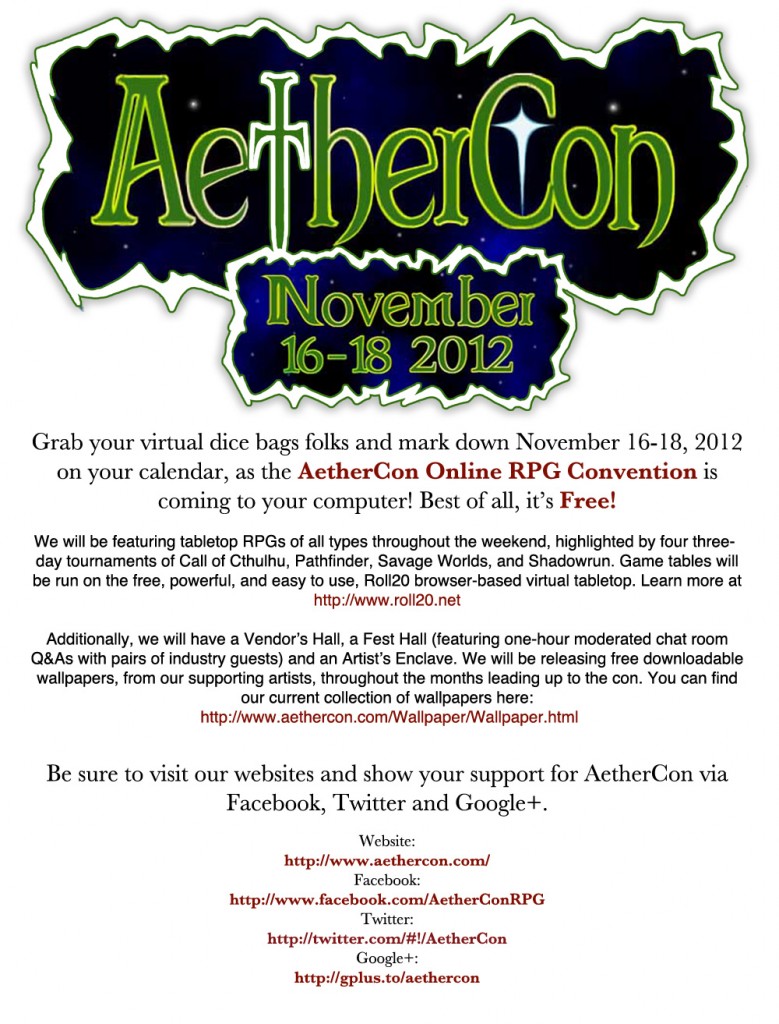 AetherCon
November
16-18 2012
Grab your virtual dice bags folks and mark down November 16-18, 2012
on your calendar, as the AetherCon Online RPG Convention is
coming to your computer! Best of all, it's Free!
We will be featuring tabletop RPGs of all types throughout the weekend, highlighted by four three-
day tournaments of Call of Cthulhu, Pathfinder, Savage Worlds, and Shadowrun. Game tables will
be run on the free, powerful, and easy to use, Roll20 browser-based virtual tabletop. Learn more at
http://www.roll20.net
Additionally, we will have a Vendor's Hall, a Fest Hall (featuring one-hour moderated chat room
Q&As with pairs of industry guests) and an Artist's Enclave. We will be releasing free downloadable
wallpapers, from our supporting artists, throughout the months leading up to the con. You can find
our current collection of wallpapers here:
http://www.aethercon.com/Wallpaper/Wallpaper.html
Be sure to visit our websites and show your support for AetherCon via
Facebook, Twitter and Google+.
Website:
http://www.aethercon.com/
Facebook:
http://www.facebook.com/AetherConRPG
Twitter:
http://twitter.com/#!/AetherCon
Google+:
http://gplus.to/aethercon